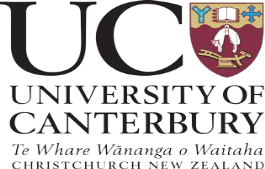 UC
UNIVERSITY OF
CANTERBURY
Te Whare Wānanga o Waitaha
CHRISTCHURCH NEW ZEALAND